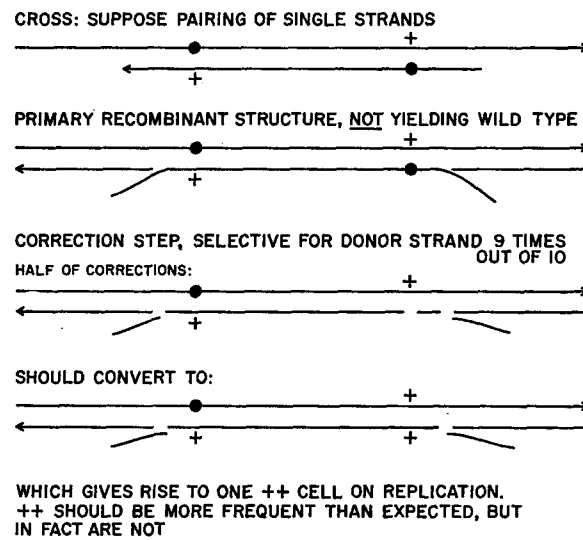 CROSS: SUPPOSE PAIRING OF SINGLE STRANDS
+
+
PRIMARY RECOMBINANT STRUCTURE, NOT YIELDING WILD TYPE
+
+
CORRECTION STEP, SELECTIVE FOR DONOR STRAND 9 TIMES
OUT OF 10
HALF OF CORRECTIONS:
+
+
SHOULD CONVERT TO:
+
+ +
WHICH GIVES RISE TO ONE ++ CELL ON REPLICATION.
++ SHOULD BE MORE FREQUENT THAN EXPECTED, BUT
IN FACT ARE NOT